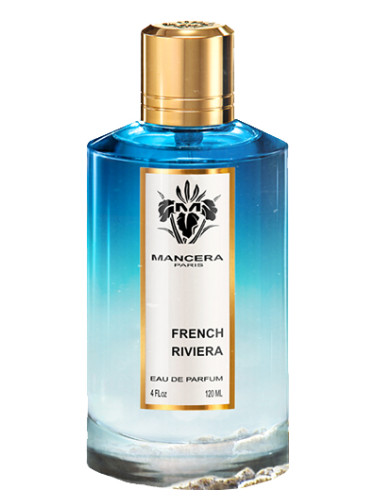 MANCERA
PARIS
FRENCH
RIVIERA
EAU DE PARFUM
4 FLoz 120 ML